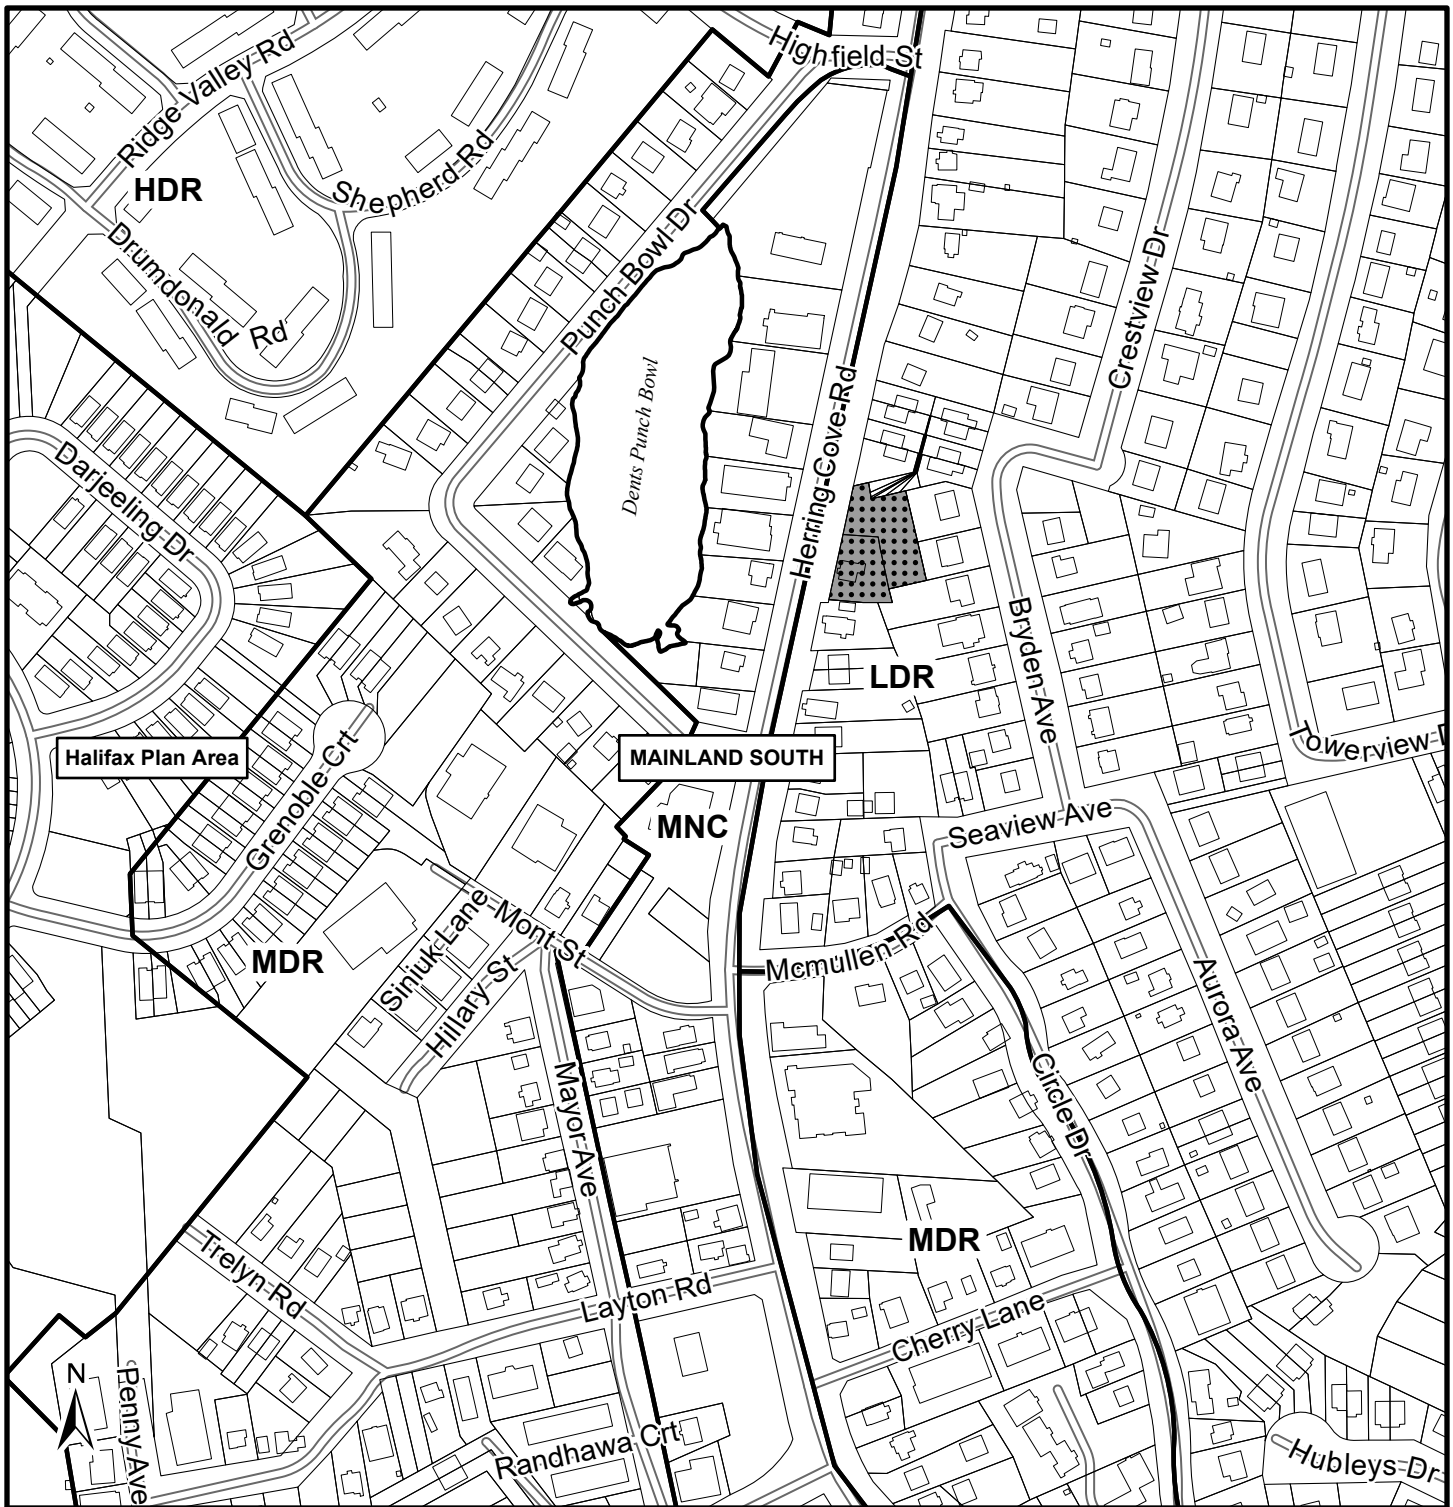 Highfield St
Ridge Valley Rd
HDR
Shepherd Rd
Drumdonald Rd
Punch Bowl Dr
Crestview Dr
Dents Punch Bowl
Herring Cove Rd
Darjeeling Dr
Bryden Ave
LDR
Halifax Plan Area
MAINLAND SOUTH
Grenoble Crt
MNC
Seaview Ave
Towerview D
Siniuk Lane
Mont St
Mcmullen Rd
MDR
Hillary St
Aurora Ave
Mayor Ave
Circle Dr
MDR
Trelyn Rd
Layton Rd
Cherry Lane
N
Penny Ave
Randhawa Crt
Hubleys Dr